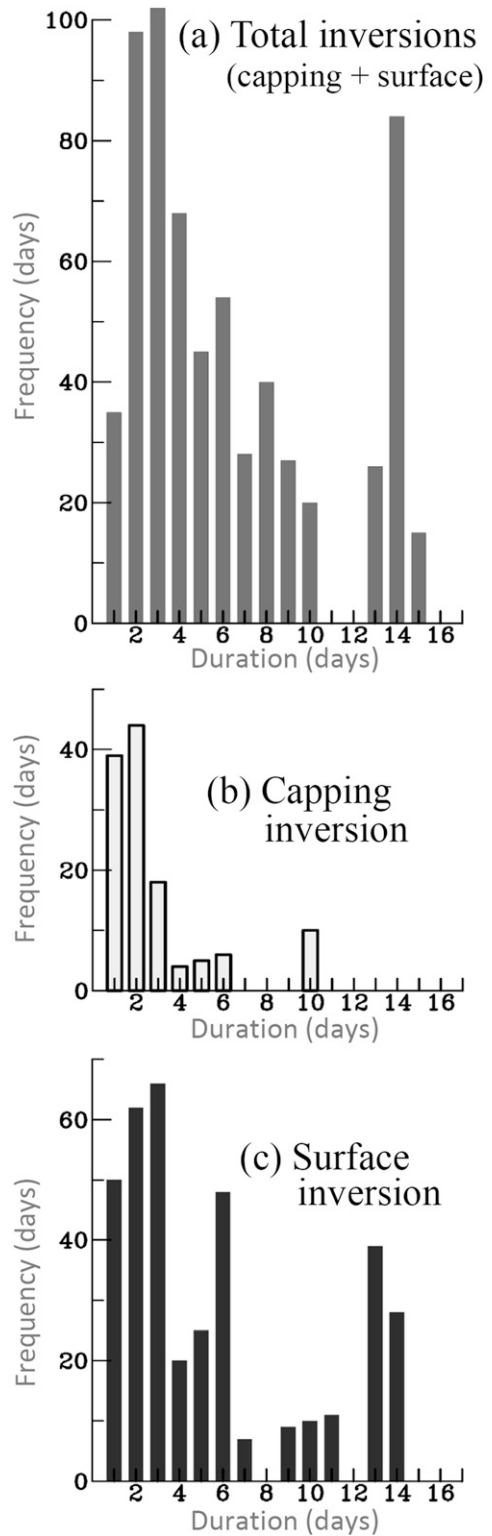 (a) Total inversions
(capping + surface)
100
80
60
40
20
0
Frequency (days)
2 4 6 8 10 12 14 16
Duration (days)
(b) Capping
inversion
40
20
0
Frequency (days)
2 4 6 8 10 12 14 16
Duration (days)
(c) Surface
inversion
60
40
20
0
Frequency (days)
2 4 6 8 10 12 14 16
Duration (days)